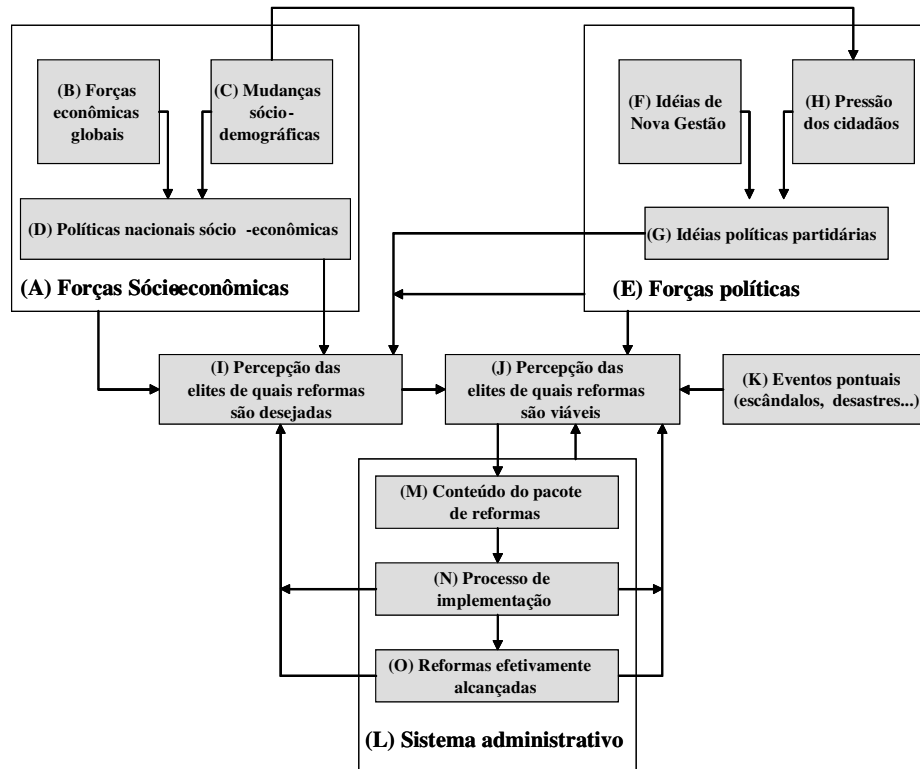 (B) Forças
econômicas
globais
(C) Mudanças
sócio-
demográficas
(D) Políticas nacionais sócio -econômicas
(A) Forças Sócioeconômicas
(F) Idéias de
Nova Gestão
(H) Pressão
dos cidadãos
(G) Idéias políticas partidárias
(E) Forças políticas
(I) Percepção das
elites de quais reformas
são desejadas
(J) Percepção das
elites de quais reformas
são viáveis
(K) Eventos pontuais
(escândalos, desastres...)
(M) Conteúdo do pacote
de reformas
(N) Processo de
implementação
(O) Reformas efetivamente
alcançadas
(L) Sistema administrativo